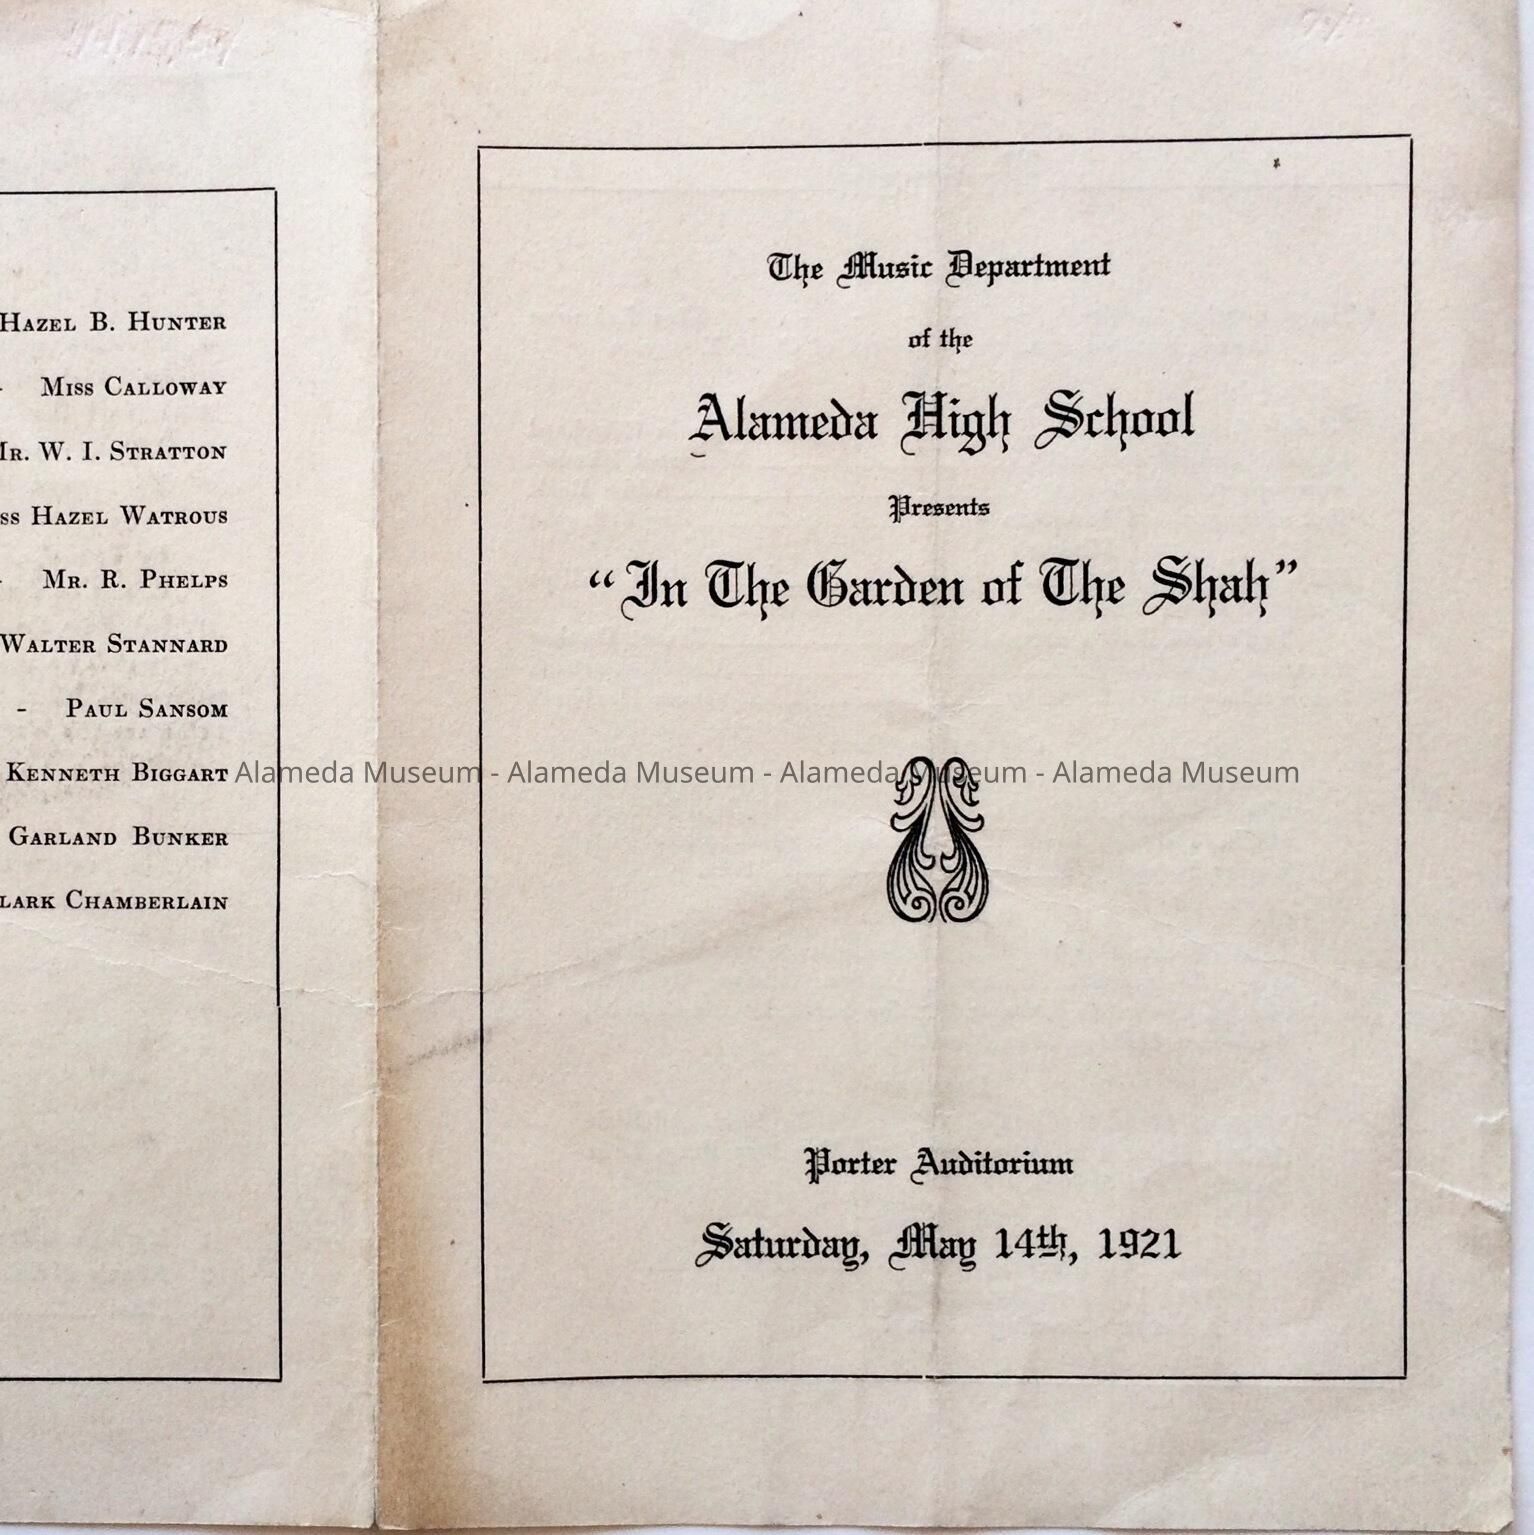 Hazel B. Hunter
- Miss Calloway
Mr. W. I. Stratton
Hazel Watrous
- Mr. R. Phelps
Walter Stannard
- Paul Sansom
Kenneth Biggart
Garland Bunker
Chamberlain
The Music Department
of the
Alameda High School
Presents
“In The Garden of The Shah”
Alameda Museum - Alameda Museum - Alameda Museum - Alameda Museum
Porter Auditorium
Saturday, May 14th, 1921